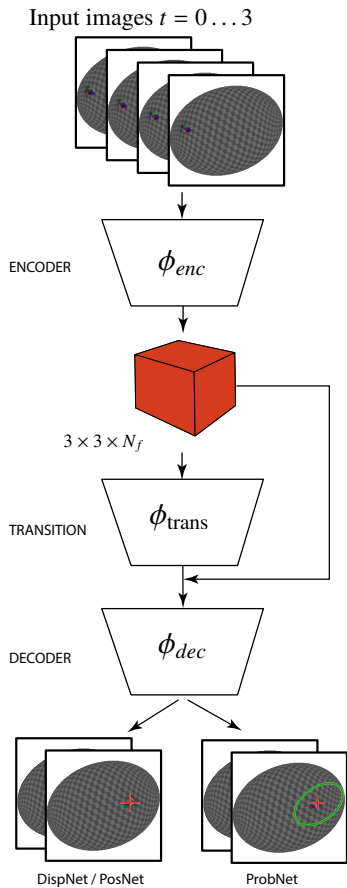 Input images t = 0 . . . 3
ENCODER
ϕenc
3 × 3 × Nf
TRANSITION
ϕtrans
DECODER
ϕdec
DispNet / PosNet
ProbNet